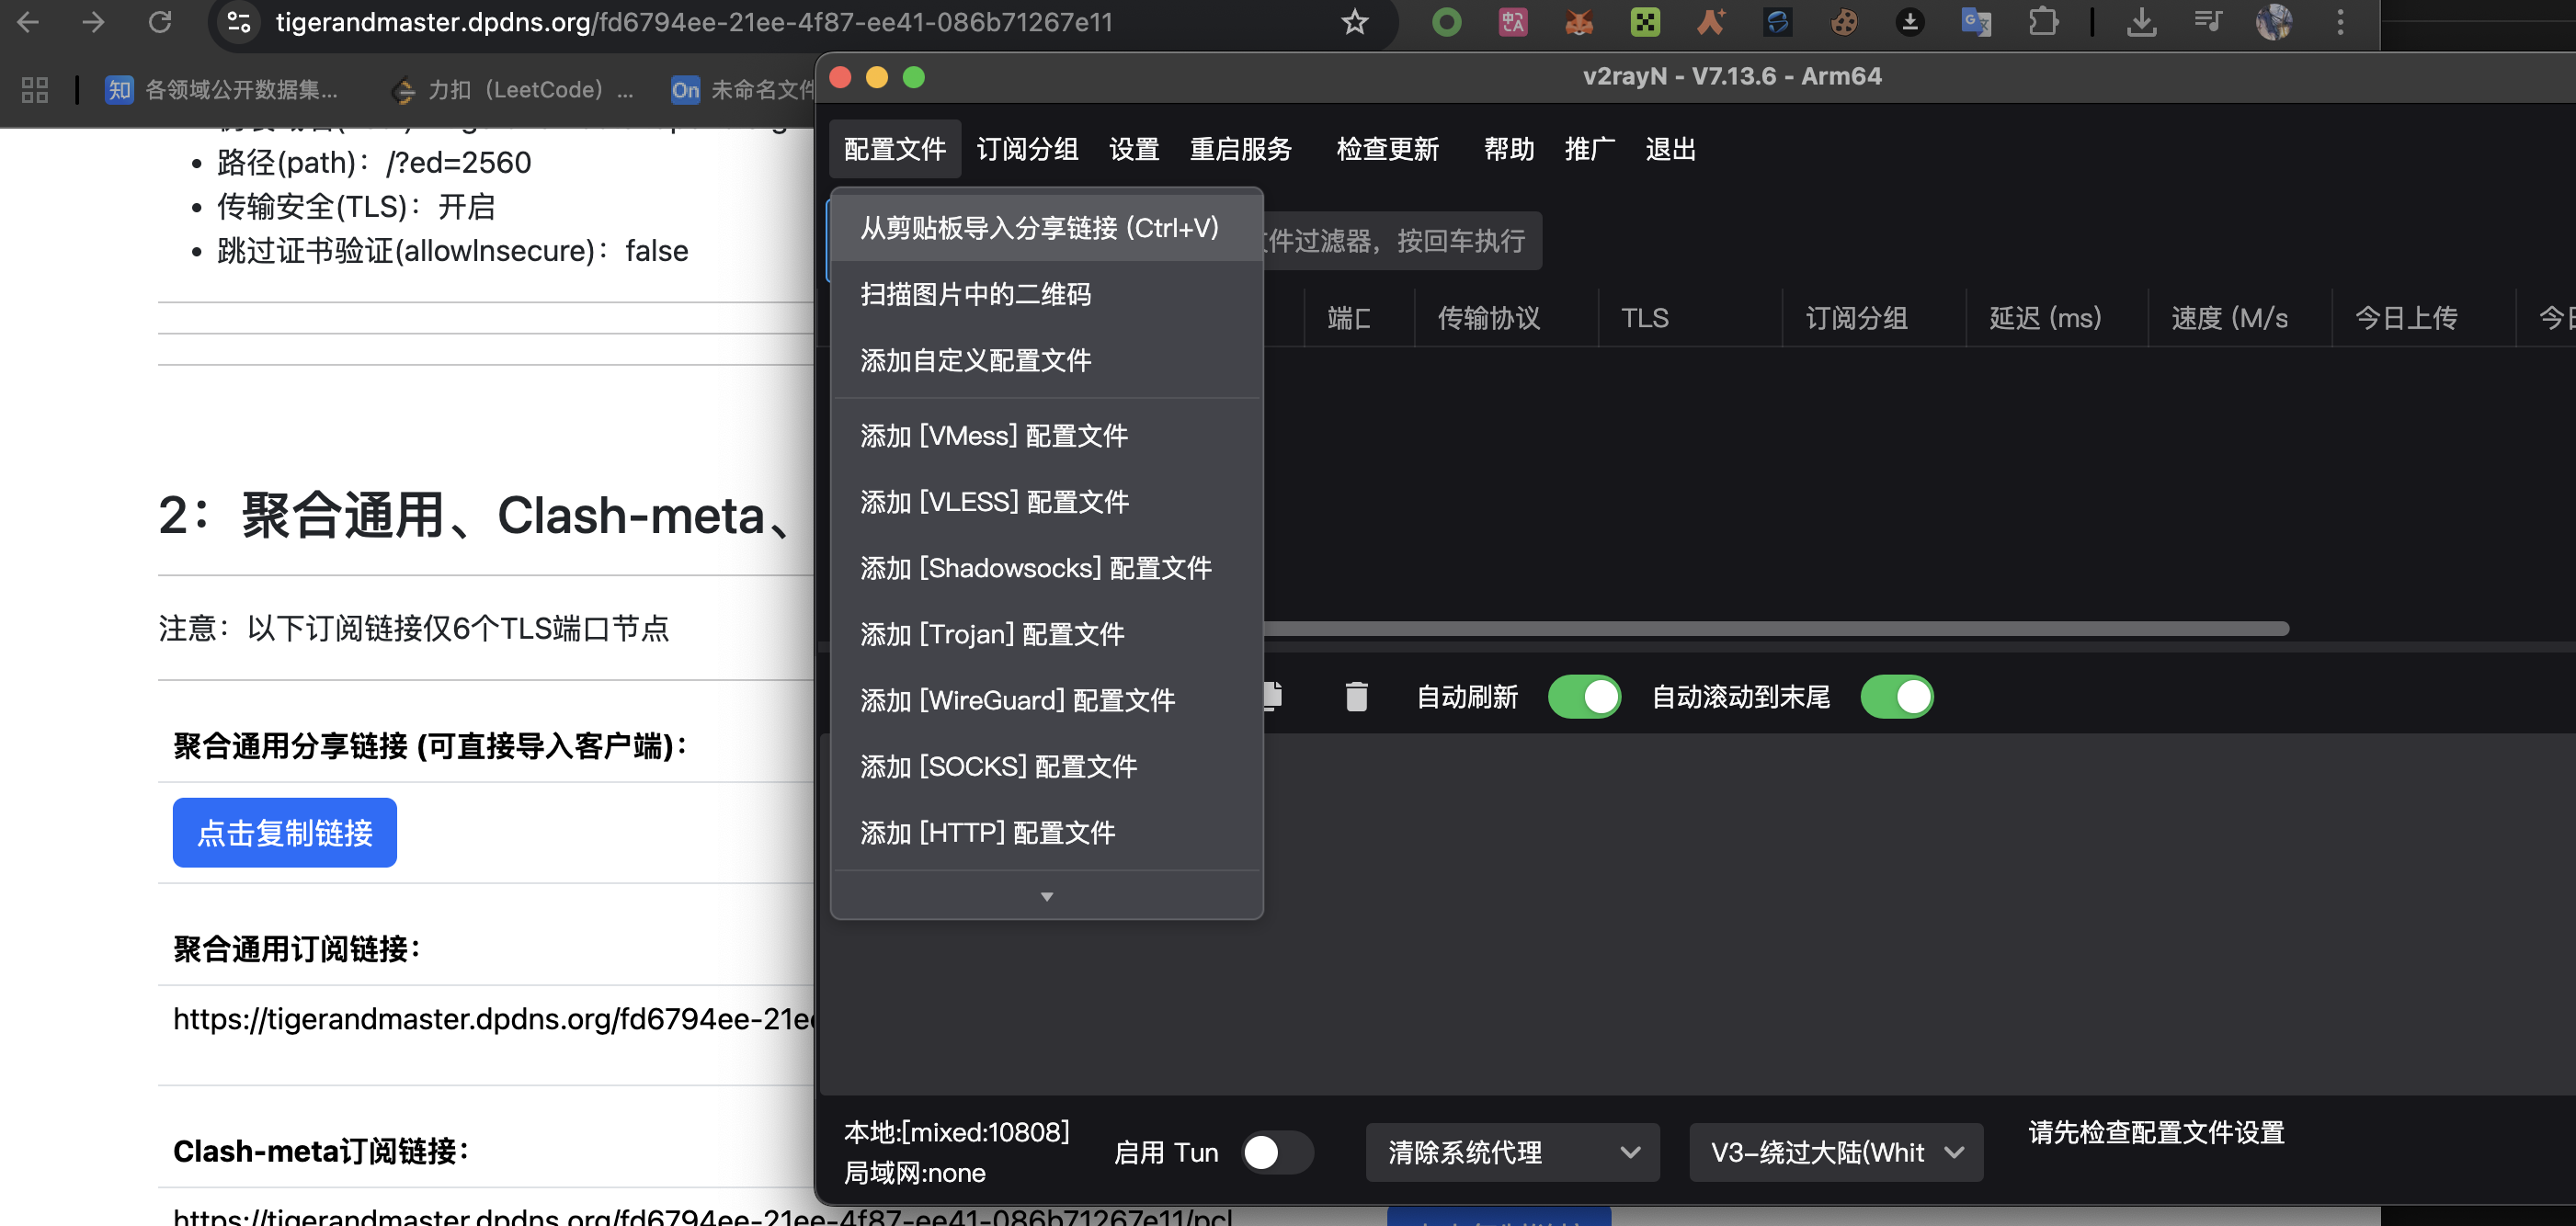 tigerandmaster.dpdns.org/fd6794ee-21ee-4f87-ee41-086b71267e11
知 各领域公开数据集...
力扣（LeetCode）...
On 未命名文件
路径(path)：/?ed=2560
传输安全(TLS)：开启
跳过证书验证(allowInsecure)：false
2：聚合通用、Clash-meta、
注意：以下订阅链接仅6个TLS端口节点
聚合通用分享链接 (可直接导入客户端)：
点击复制链接
聚合通用订阅链接：
https://tigerandmaster.dpdns.org/fd6794ee-21ee
Clash-meta订阅链接：
https://tigerandmaster.dpdns.org/fd6794ee-21ee-4f87-ee41-086b71267e11/pcl
v2rayN - V7.13.6 - Arm64
配置文件 订阅分组 设置 重启服务 检查更新 帮助 推广 退出
从剪贴板导入分享链接 (Ctrl+V)
扫描图片中的二维码
添加自定义配置文件
添加 [VMess] 配置文件
添加 [VLESS] 配置文件
添加 [Shadowsocks] 配置文件
添加 [Trojan] 配置文件
添加 [WireGuard] 配置文件
添加 [SOCKS] 配置文件
添加 [HTTP] 配置文件
件过滤器，按回车执行
端口 传输协议 TLS 订阅分组 延迟 (ms) 速度 (M/s 今日上传 今日
自动刷新 自动滚动到末尾
本地:[mixed:10808]
局域网:none
启用 Tun
清除系统代理
V3-绕过大陆(Whit
请先检查配置文件设置